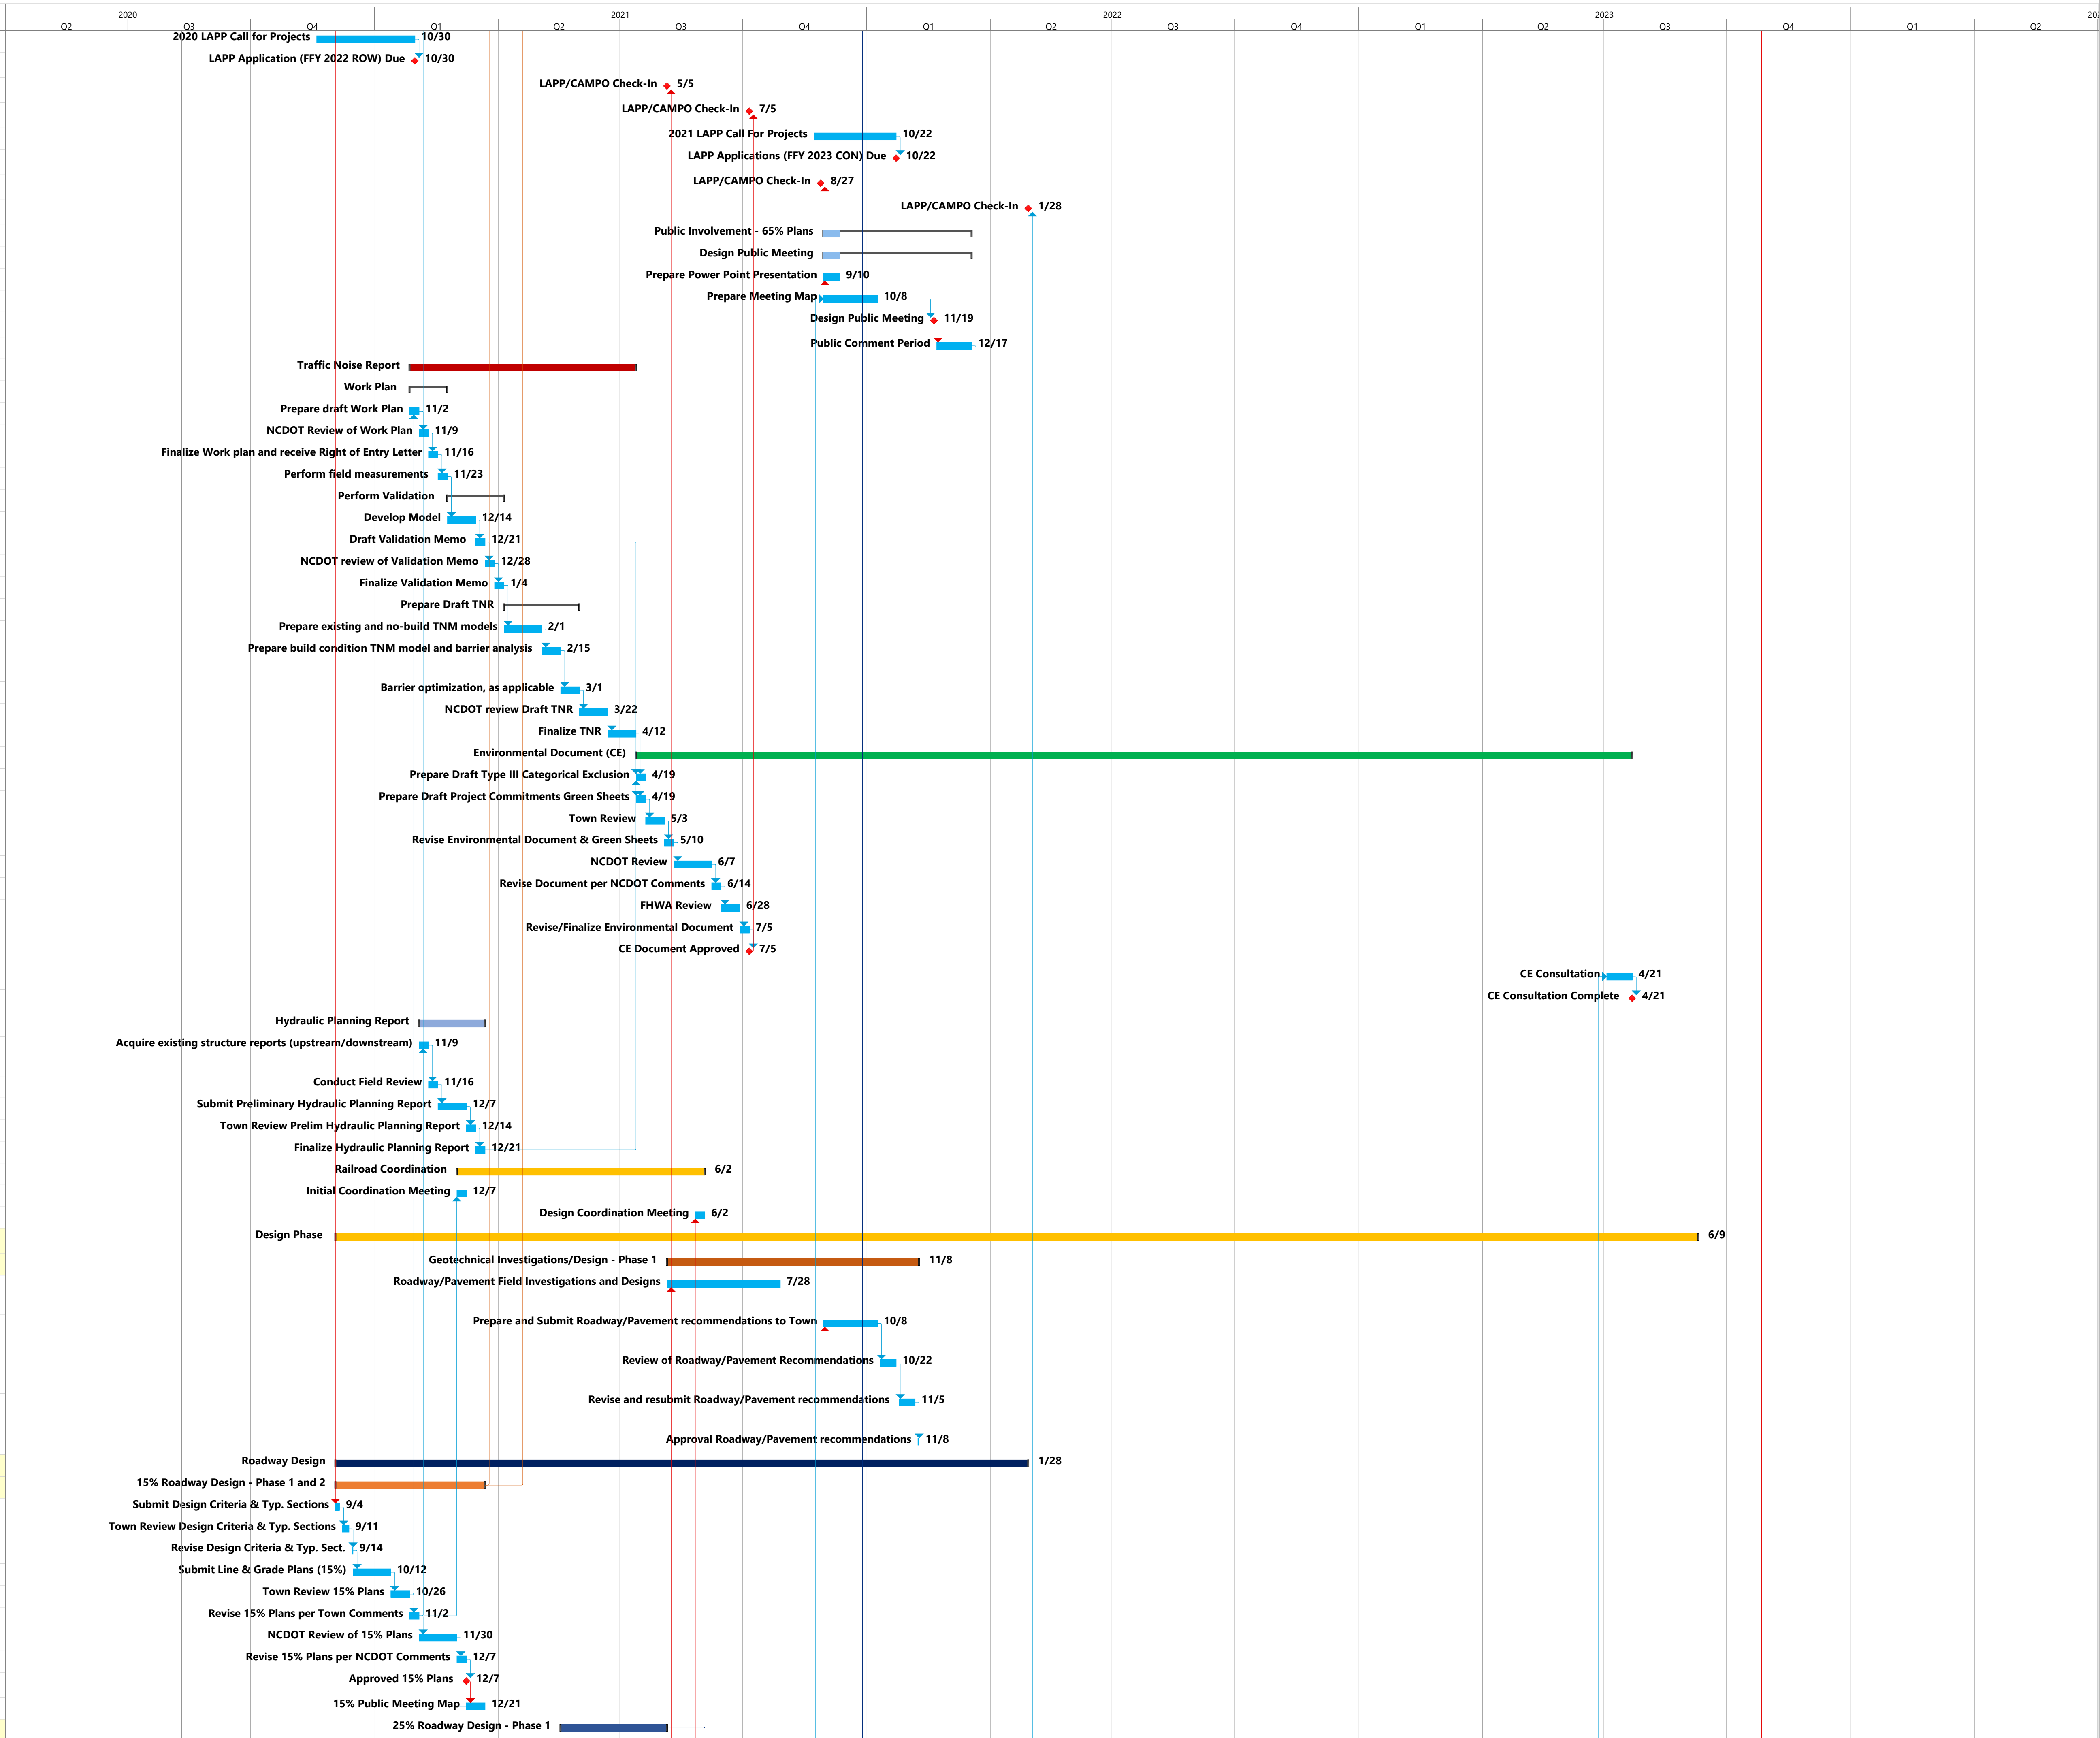 2020 2021 2022 2023
Q2 Q3 Q4 Q1 Q2 Q3 Q4 Q1 Q2 Q3 Q4 Q1 Q2 Q3 Q4 Q1 Q2
2020 LAPP Call for Projects 10/30
LAPP Application (FFY 2022 ROW) Due 10/30
LAPP/CAMPO Check-In 5/5
LAPP/CAMPO Check-In 7/5
2021 LAPP Call For Projects 10/22
LAPP Applications (FFY 2023 CON) Due 10/22
LAPP/CAMPO Check-In 8/27
LAPP/CAMPO Check-In 1/28
Public Involvement - 65% Plans
Design Public Meeting
Prepare Power Point Presentation 9/10
Prepare Meeting Map 10/8
Design Public Meeting 11/19
Public Comment Period 12/17
Traffic Noise Report
Work Plan
Prepare draft Work Plan 11/2
NCDOT Review of Work Plan 11/9
Finalize Work plan and receive Right of Entry Letter 11/16
Perform field measurements 11/23
Perform Validation
Develop Model 12/14
Draft Validation Memo 12/21
NCDOT review of Validation Memo 12/28
Finalize Validation Memo 1/4
Prepare Draft TNR
Prepare existing and no-build TNM models 2/1
Prepare build condition TNM model and barrier analysis 2/15
Barrier optimization, as applicable 3/1
NCDOT review Draft TNR 3/22
Finalize TNR 4/12
Environmental Document (CE)
Prepare Draft Type III Categorical Exclusion 4/19
Prepare Draft Project Commitments Green Sheets 4/19
Town Review 5/3
Revise Environmental Document & Green Sheets 5/10
NCDOT Review 6/7
Revise Document per NCDOT Comments 6/14
FHWA Review 6/28
Revise/Finalize Environmental Document 7/5
CE Document Approved 7/5
CE Consultation 4/21
CE Consultation Complete 4/21
Hydraulic Planning Report
Acquire existing structure reports (upstream/downstream) 11/9
Conduct Field Review 11/16
Submit Preliminary Hydraulic Planning Report 12/7
Town Review Prelim Hydraulic Planning Report 12/14
Finalize Hydraulic Planning Report 12/21
Railroad Coordination 6/2
Initial Coordination Meeting 12/7
Design Coordination Meeting 6/2
Design Phase 6/9
Geotechnical Investigations/Design - Phase 1 11/8
Roadway/Pavement Field Investigations and Designs 7/28
Prepare and Submit Roadway/Pavement recommendations to Town 10/8
Review of Roadway/Pavement Recommendations 10/22
Revise and resubmit Roadway/Pavement recommendations 11/5
Approval Roadway/Pavement recommendations 11/8
Roadway Design 1/28
15% Roadway Design - Phase 1 and 2
Submit Design Criteria & Typ. Sections 9/4
Town Review Design Criteria & Typ. Sections 9/11
Revise Design Criteria & Typ. Sect. 9/14
Submit Line & Grade Plans (15%) 10/12
Town Review 15% Plans 10/26
Revise 15% Plans per Town Comments 11/2
NCDOT Review of 15% Plans 11/30
Revise 15% Plans per NCDOT Comments 12/7
Approved 15% Plans 12/7
15% Public Meeting Map 12/21
25% Roadway Design - Phase 1